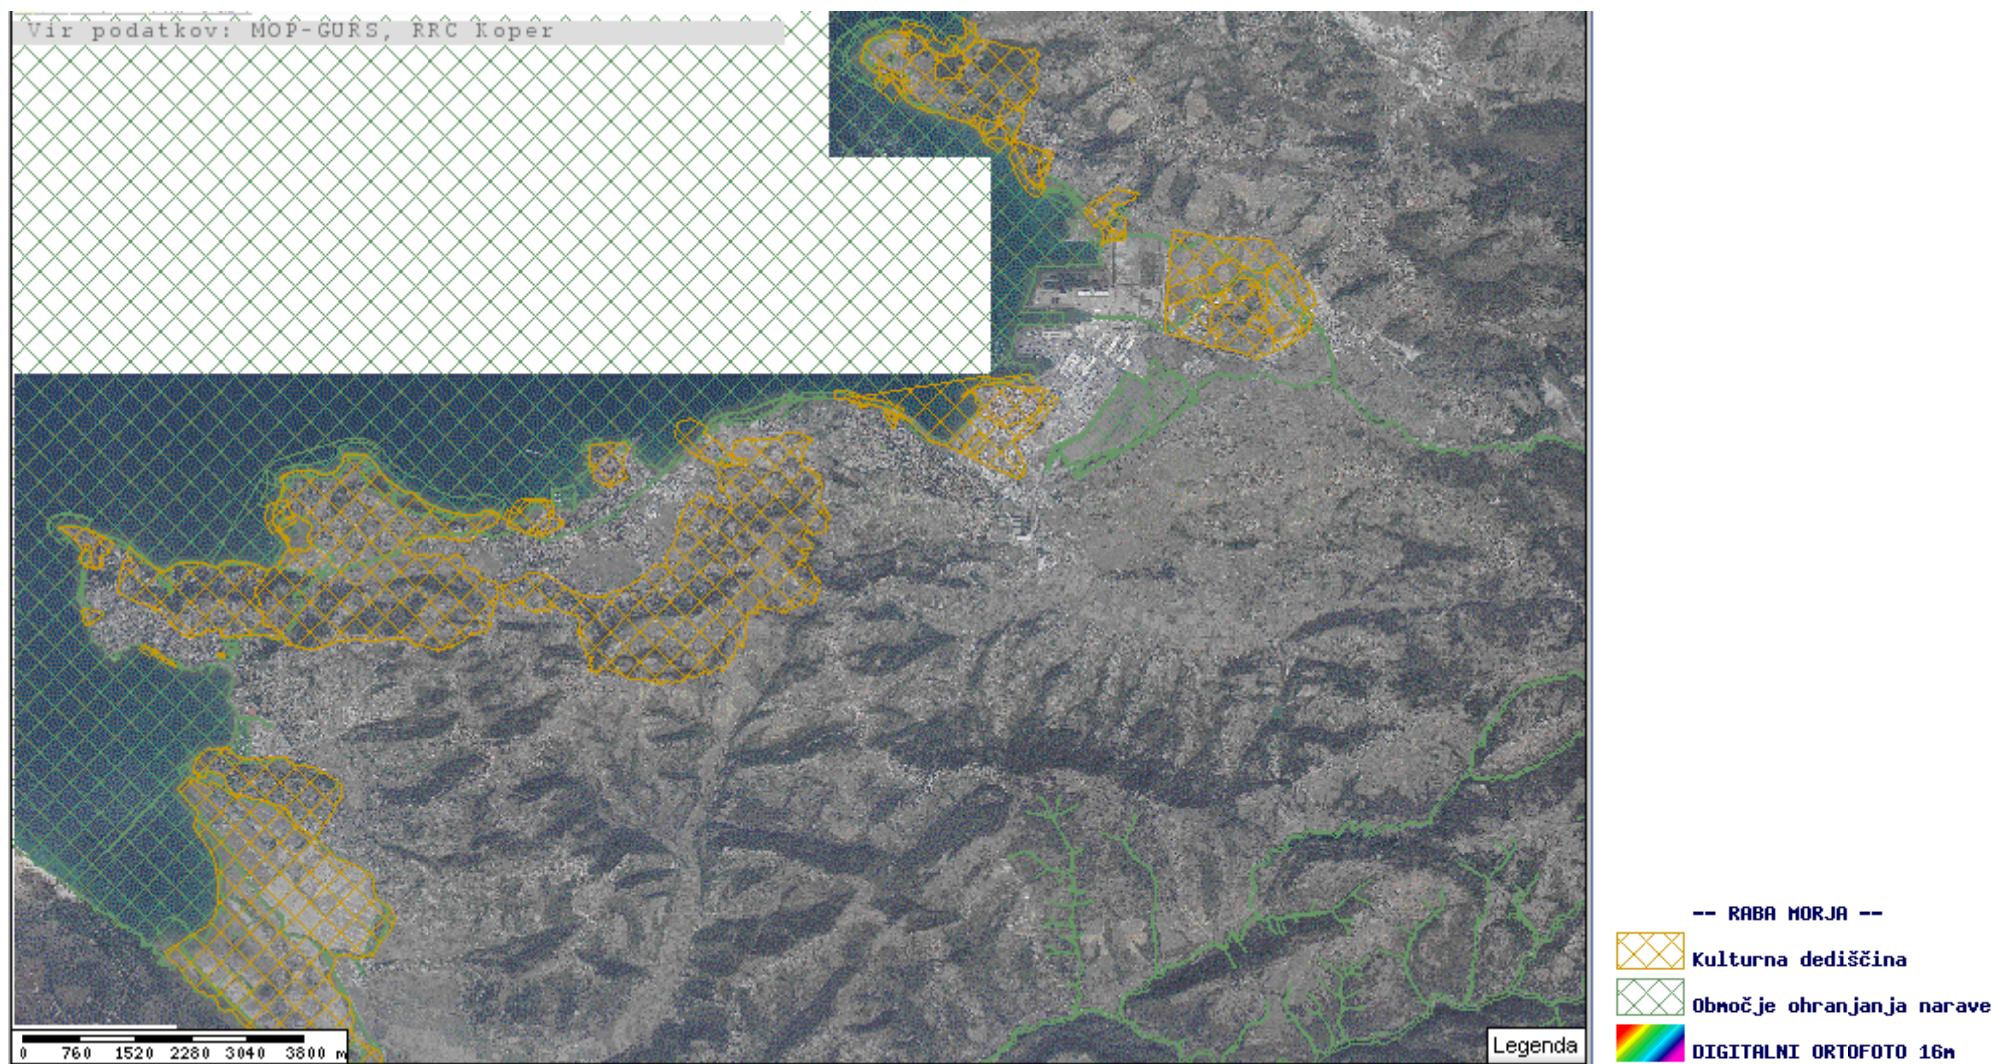 Vir podatkov: MOP-GURS, RRC Koper
-- RABA MORJA --
Kulturna dediščina
Območje ohranjanja narave
DIGITALNI ORTOFOTO 16m
0 760 1520 2280 3040 3800 m
Legenda